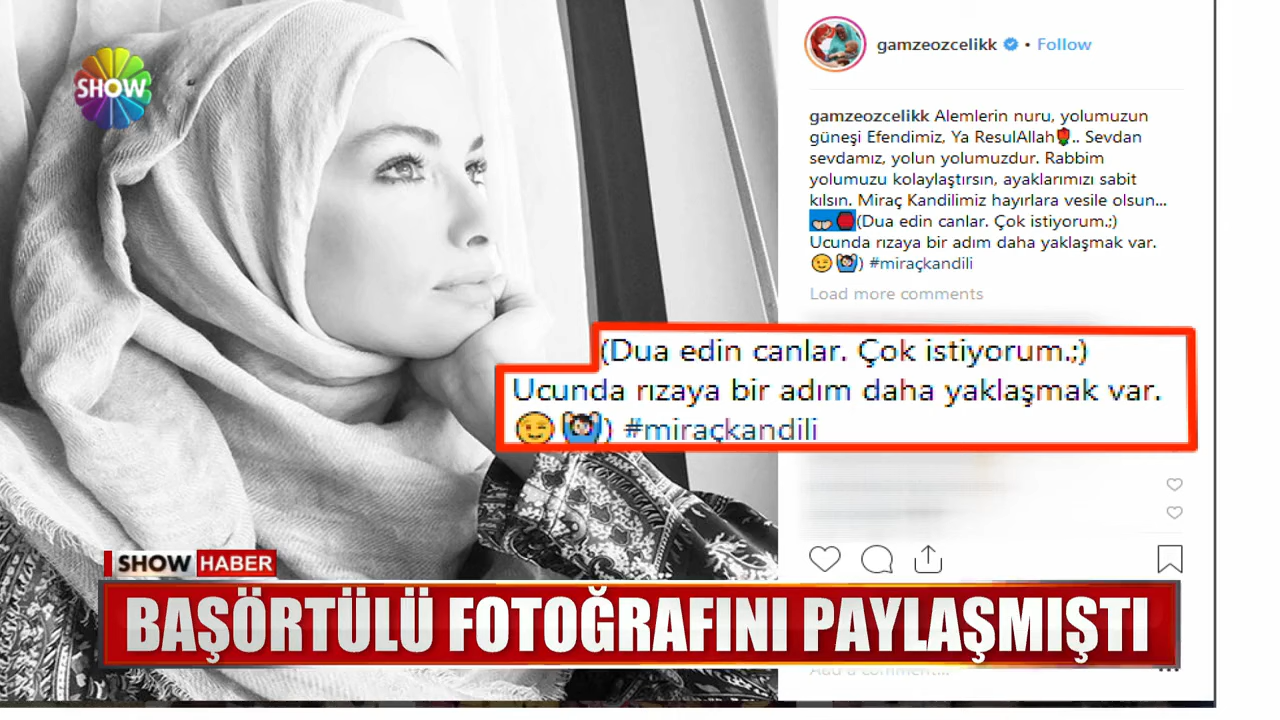 SHOW
gamzeozcelikk • Follow
gamzeozcelikk Alemlerin nuru, yolumuzun
güneşi Efendimiz, Ya ResulAllah🌹.. Sevdan
sevdamız, yolun yolumuzdur. Rabbim
yolumuzu kolaylaştırsın, ayaklarımızı sabit
kılsın. Miraç Kandilimiz hayırlara vesile olsun...
(Dua edin canlar. Çok istiyorum.;)
Ucunda rızaya bir adım daha yaklaşmak var.
😉🙆) #miraçkandili
Load more comments
(Dua edin canlar. Çok istiyorum.;)
Ucunda rızaya bir adım daha yaklaşmak var.
😉🙆) #miraçkandili
SHOW HABER
BAŞÖRTÜLÜ FOTOĞRAFINI PAYLAŞMIŞTI
Add a comment...